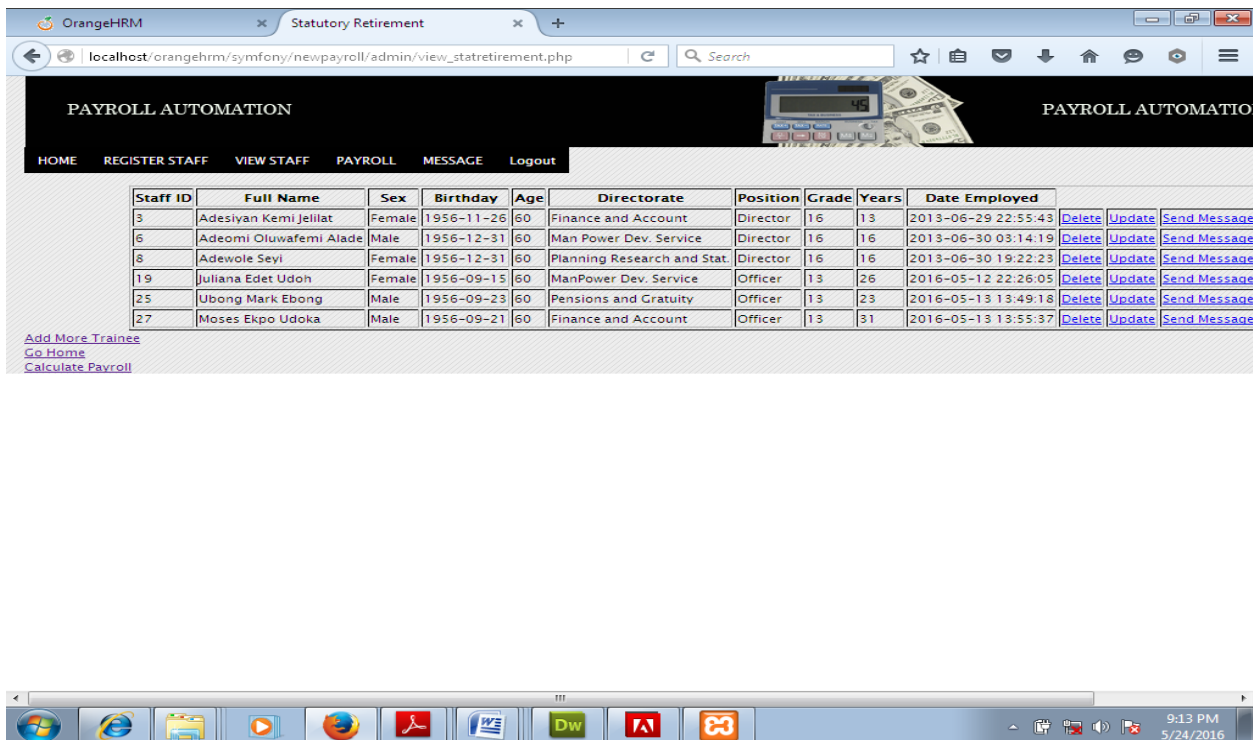 OrangeHRM × Statutory Retirement × +
localhost/orangehrm/symfony/newpayroll/admin/view_statretirement.php Search
PAYROLL AUTOMATION 45 PAYROLL AUTOMATIO
HOME REGISTER STAFF VIEW STAFF PAYROLL MESSAGE Logout
Staff ID Full Name Sex Birthday Age Directorate Position Grade Years Date Employed
3 Adesiyan Kemi Jelilat Female 1956-11-26 60 Finance and Account Director 16 13 2013-06-29 22:55:43 Delete Update Send Message
6 Adeomi Oluwafemi Alade Male 1956-12-31 60 Man Power Dev. Service Director 16 16 2013-06-30 03:14:19 Delete Update Send Message
8 Adewole Seyi Female 1956-12-31 60 Planning Research and Stat. Director 16 16 2013-06-30 19:22:23 Delete Update Send Message
19 Juliana Edet Udoh Female 1956-09-15 60 ManPower Dev. Service Officer 13 26 2016-05-12 22:26:05 Delete Update Send Message
25 Ubong Mark Ebong Male 1956-09-23 60 Pensions and Gratuity Officer 13 23 2016-05-13 13:49:18 Delete Update Send Message
27 Moses Ekpo Udoka Male 1956-09-21 60 Finance and Account Officer 13 31 2016-05-13 13:55:37 Delete Update Send Message
Add More Trainee
Go Home
Calculate Payroll
Dw
9:13 PM
5/24/2016